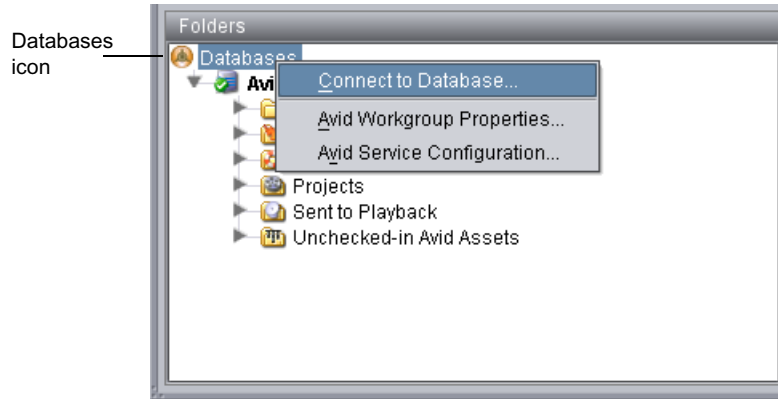 Folders
Databases
icon
Databases
Connect to Database...
Avid Workgroup Properties...
Avid Service Configuration...
Projects
Sent to Playback
Unchecked-in Avid Assets